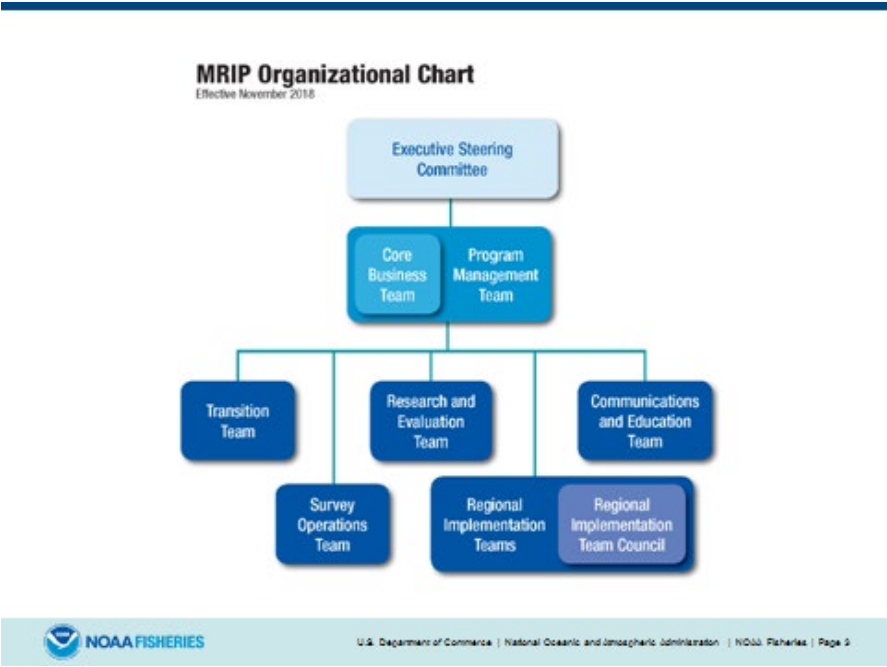 MRIP Organizational Chart
Effective November 2018
Executive Steering
Committee
Core
Business
Team
Program
Management
Team
Transition
Team
Research and
Evaluation
Team
Communications
and Education
Team
Survey
Operations
Team
Regional
Implementation
Teams
Regional
Implementation
Team Council
NOAA FISHERIES
U.S. Department of Commerce | National Oceanic and Atmospheric Administration | NOAA Fisheries | Page 3